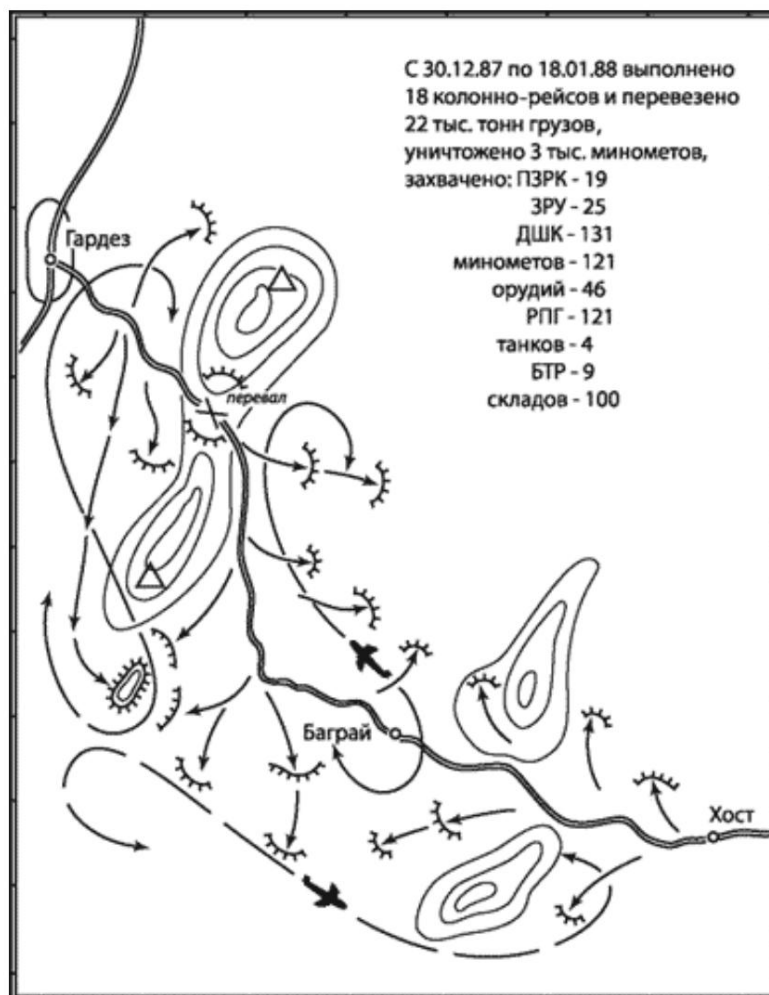 С 30.12.87 по 18.01.88 выполнено
18 колонно-рейсов и перевезено
22 тыс. тонн грузов,
уничтожено 3 тыс. минометов,
захвачено: ПЗРК - 19
ЗРУ - 25
ДШК - 131
минометов - 121
орудий - 46
РПГ - 121
танков - 4
БТР - 9
складов - 100
Гардез
перевал
Баграй
Хост